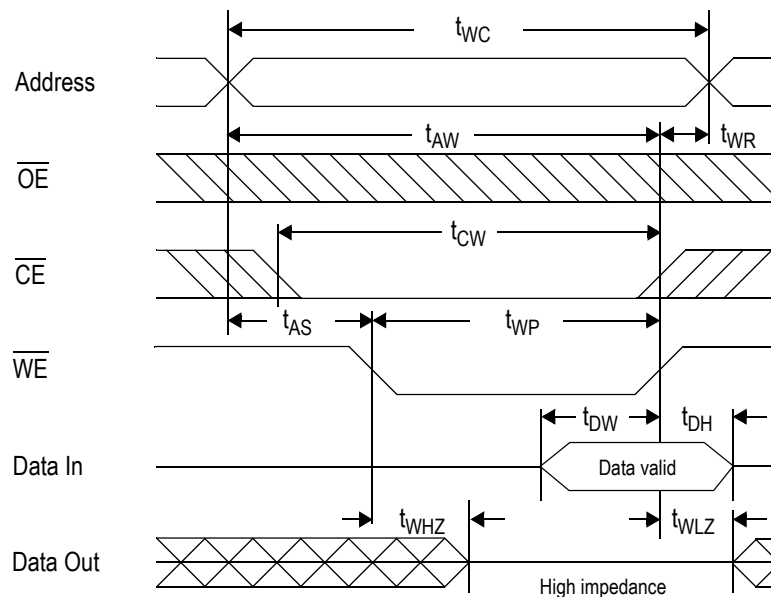 tWC
Address
tAW
tWR
OE
tCW
CE
tAS
tWP
WE
tDW
tDH
Data In
Data valid
tWHZ
tWLZ
Data Out
High impedance